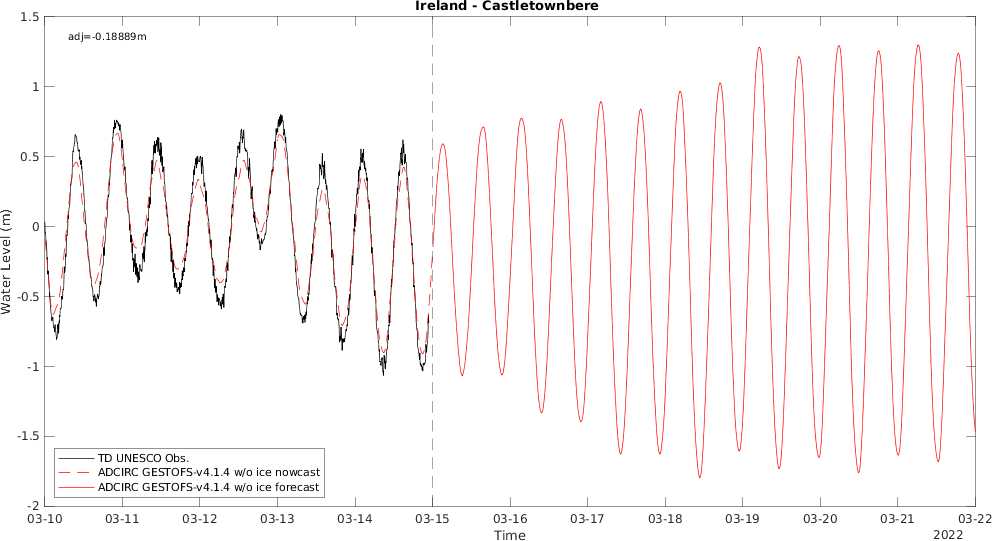 Ireland - Castletownbere
adj=-0.18889m
1.5
1
0.5
0
-0.5
-1
-1.5
-2
Water Level (m)
TD UNESCO Obs.
ADCIRC GESTOFS-v4.1.4 w/o ice nowcast
ADCIRC GESTOFS-v4.1.4 w/o ice forecast
03-10 03-11 03-12 03-13 03-14 03-15 03-16 03-17 03-18 03-19 03-20 03-21 03-22
Time
2022